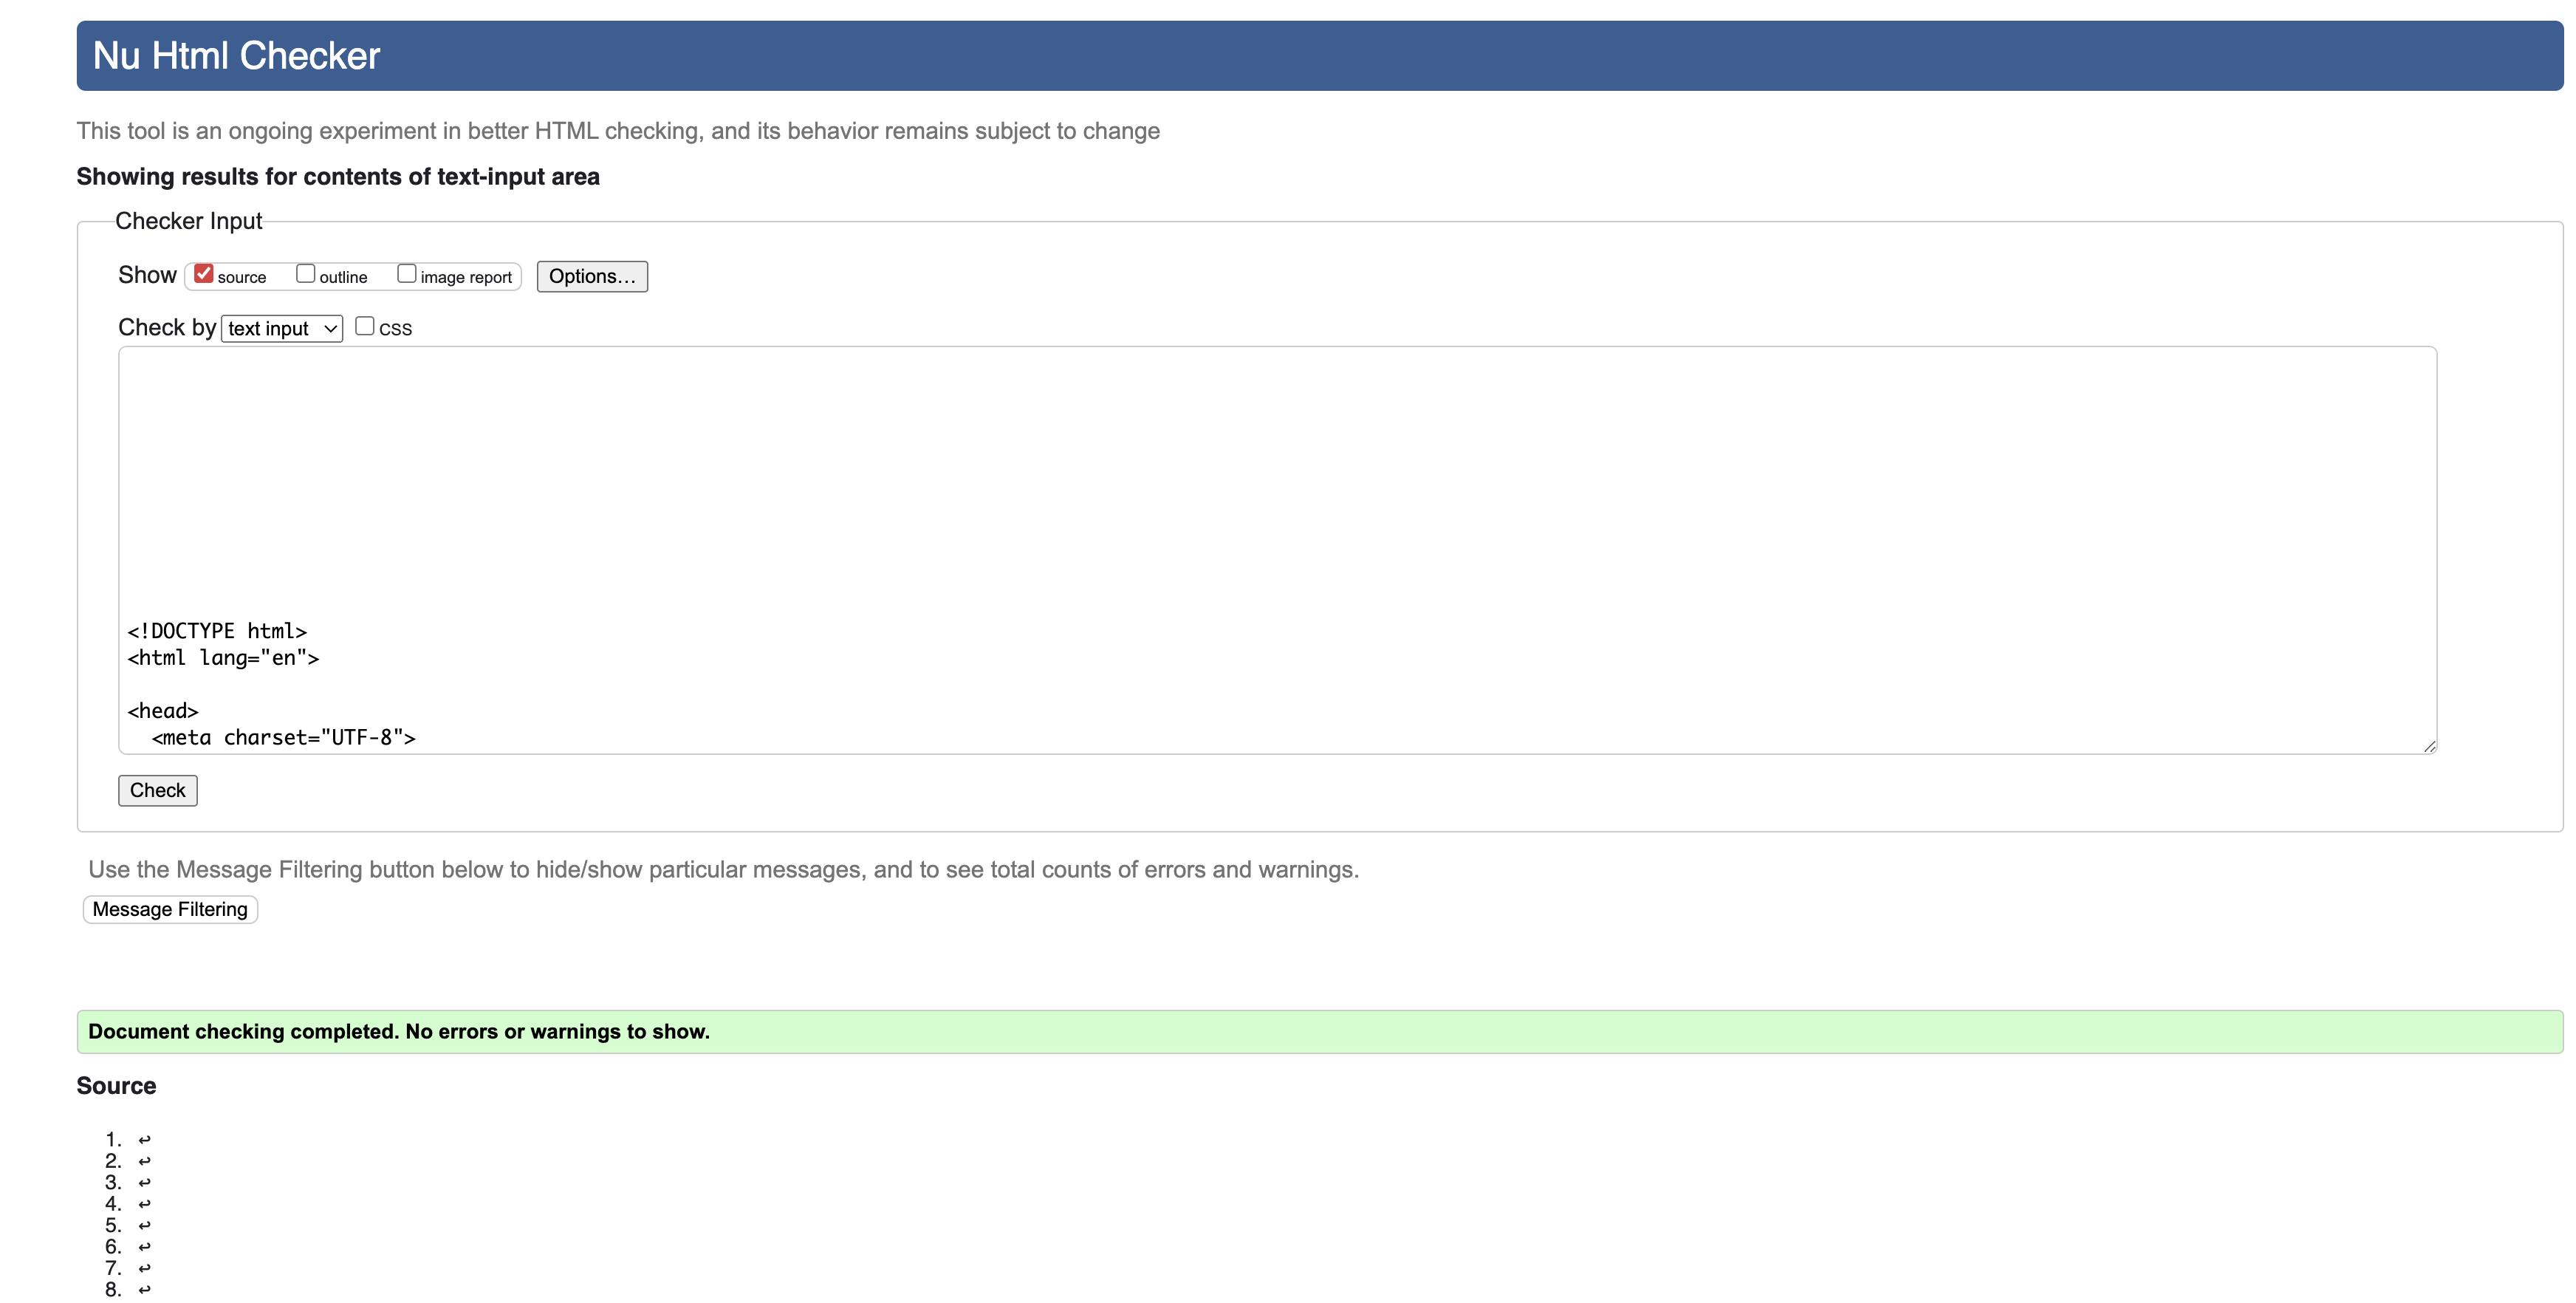 Nu Html Checker
This tool is an ongoing experiment in better HTML checking, and its behavior remains subject to change
Showing results for contents of text-input area
Checker Input
Show source outline image report Options…
Check by text input CSS
<!DOCTYPE html>
<html lang="en">
<head>
<meta charset="UTF-8">
Check
Use the Message Filtering button below to hide/show particular messages, and to see total counts of errors and warnings.
Message Filtering
Document checking completed. No errors or warnings to show.
Source
1. ↩
2. ↩
3. ↩
4. ↩
5. ↩
6. ↩
7. ↩
8. ↩